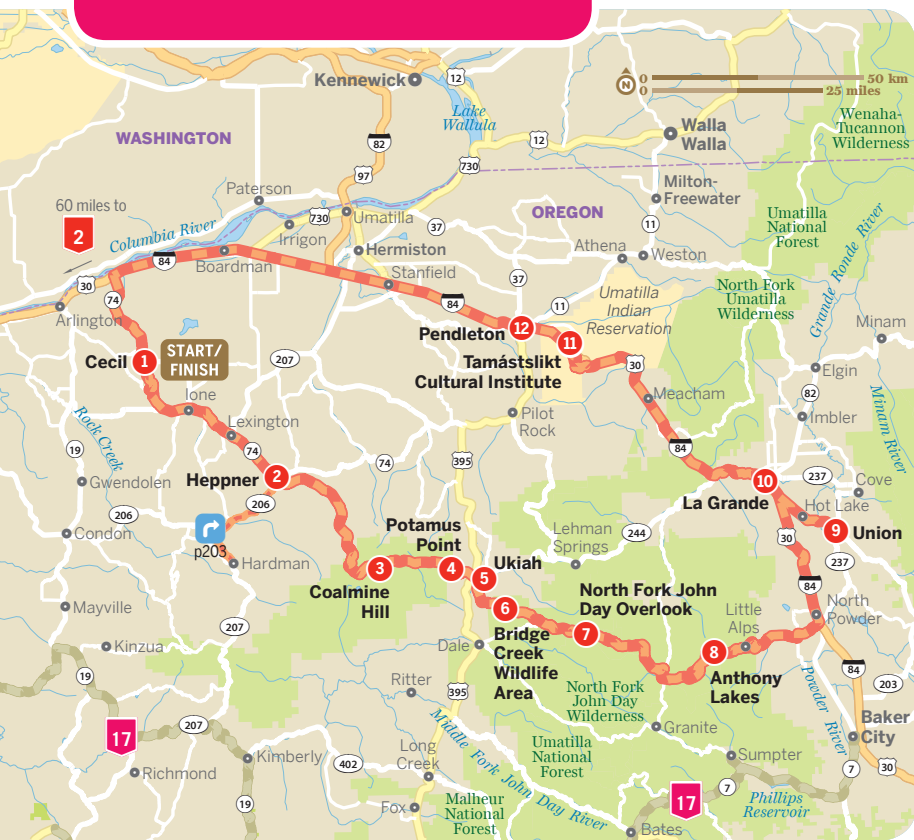 Kennewick
12
0
50 km
N
0
25 miles
Lake
Wallula
Wenaha-
Tucannon
Wilderness
WASHINGTON
82
12
Walla
Walla
730
97
Paterson
60 miles to
2
Milton-
Freewater
Columbia River
730
Umatilla
37
OREGON
11
Umatilla
National
Forest
Irrigon
Hermiston
Athena
Weston
Grande Ronde River
84
Boardman
Stanfield
37
30
74
84
11
Umatilla
Indian
Reservation
North Fork
Umatilla
Wilderness
Arlington
Pendleton
12
11
Minam
Cecil
1
START/
FINISH
207
Tamástslikt
Cultural Institute
30
Elgin
Meacham
82
Minam River
Ione
Pilot
Rock
Imbler
Rock Creek
Lexington
19
74
395
84
74
Heppner
2
10
237
Cove
Gwendolen
206
La Grande
Hot Lake
206
p203
Potamus
Point
Condon
Lehman
Springs
244
30
9
Union
Hardman
3
4
5
Ukiah
237
Coalmine
Hill
North Fork John
Day Overlook
84
Mayville
6
Little
Alps
North
Powder
207
7
Bridge
Creek
Wildlife
Area
Kinzua
Dale
8
Anthony
Lakes
19
84
Ritter
395
North Fork
John Day
Wilderness
203
Powder River
17
207
Middle Fork John Day River
Granite
Baker
City
Kimberly
Long
Creek
Umatilla
National
Forest
Sumpter
402
7
30
Richmond
7
19
Fox
Malheur
National
Forest
17
Phillips
Reservoir
Bates